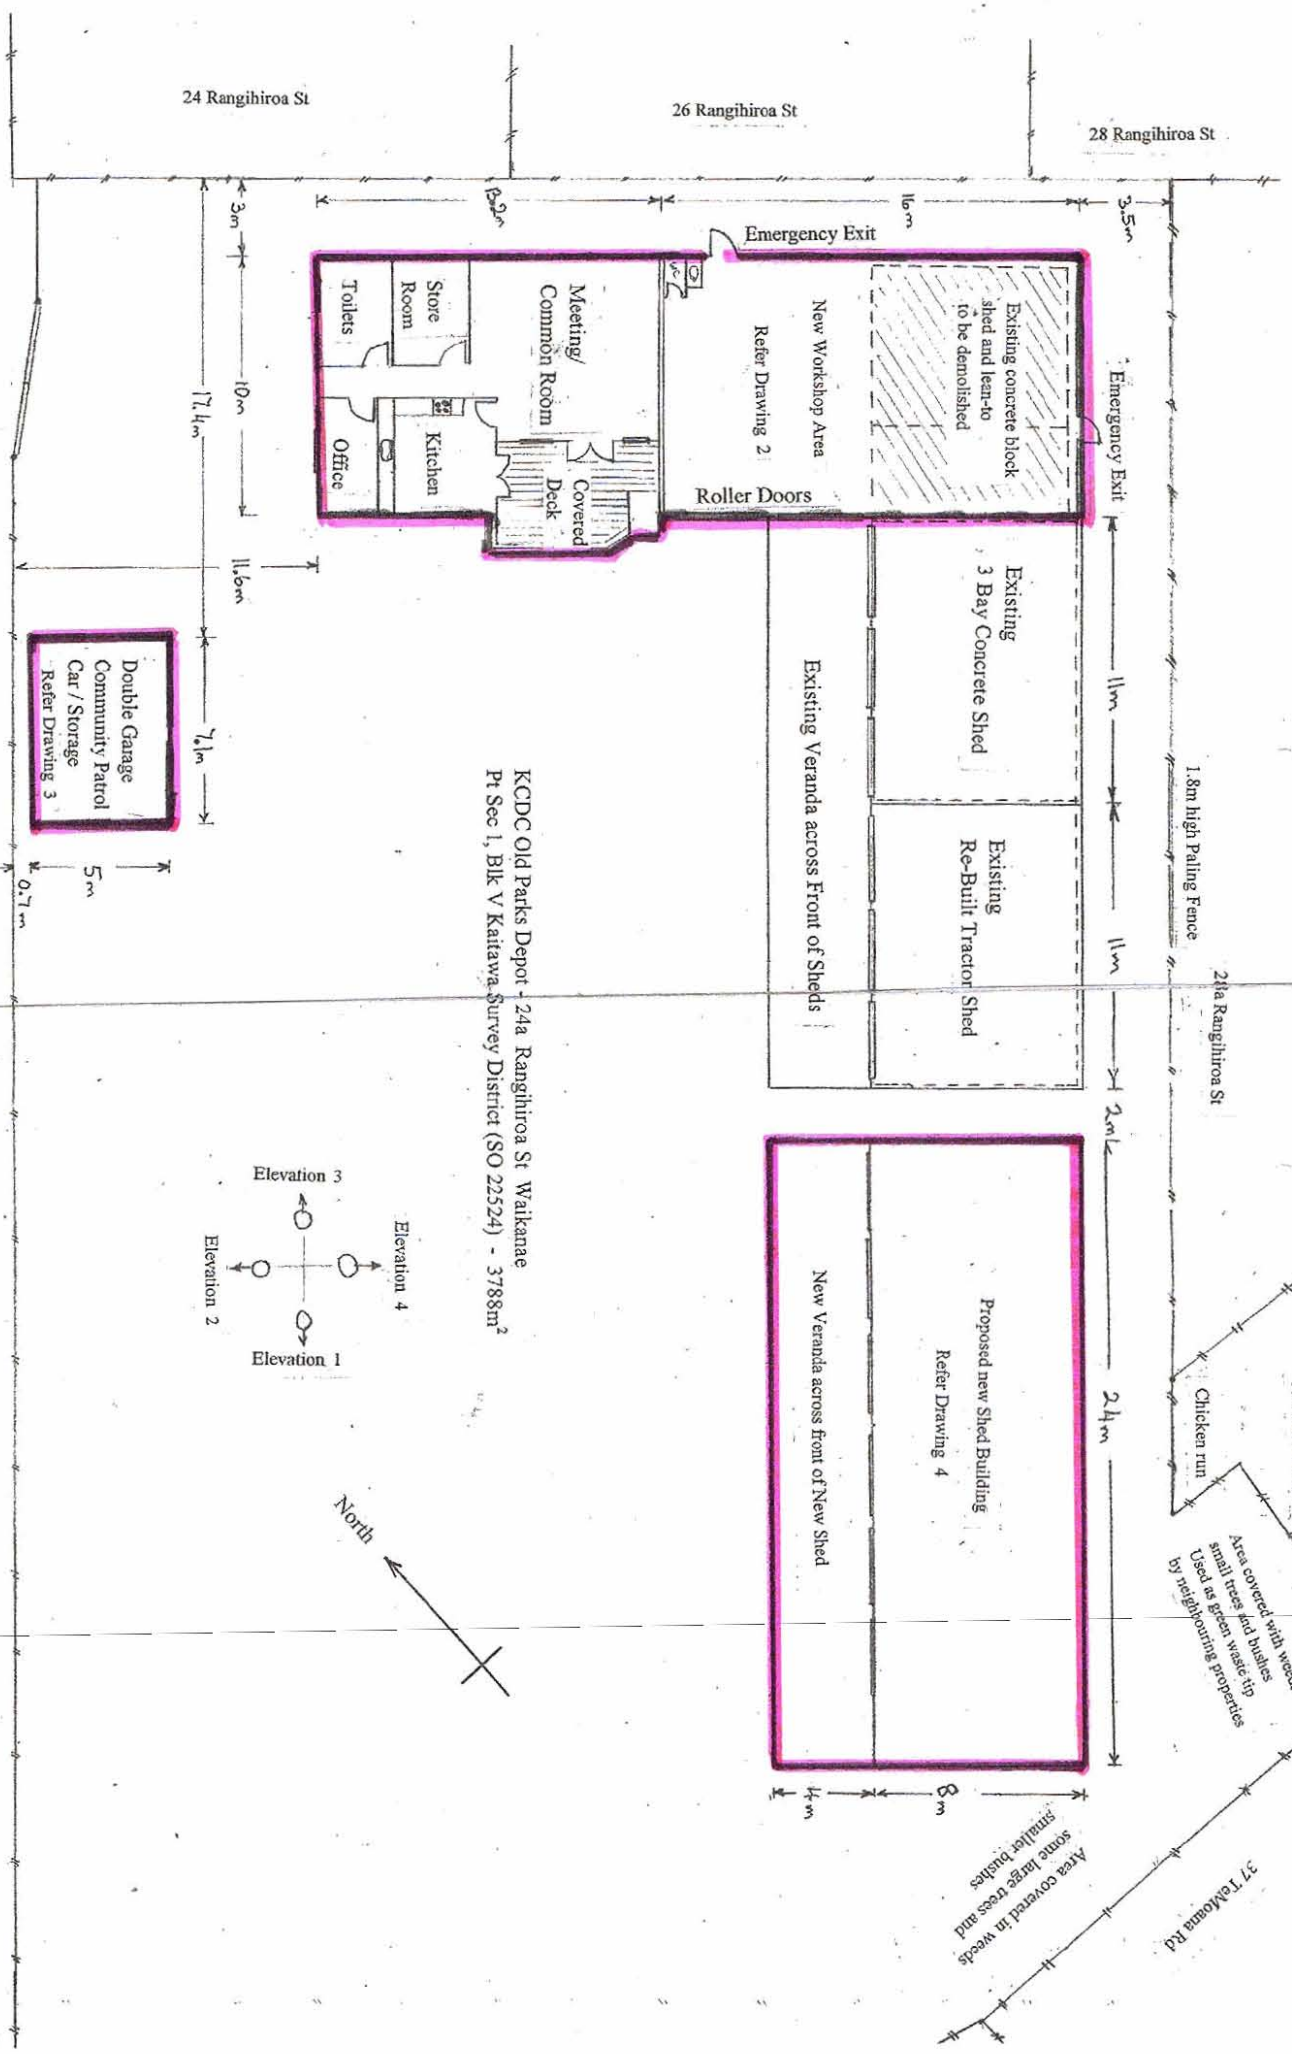 24 Rangihiroa St
26 Rangihiroa St
28 Rangihiroa St
3m
13.2m
16m
3.5m
Emergency Exit
Emergency Exit
Toilets
Store
Room
Meeting/
Common Room
WC
New Workshop Area
Refer Drawing 2
Existing concrete block
shed and lean-to
to be demolished
10m
17.4m
Office
Kitchen
Covered
Deck
Roller Doors
11.6m
Existing
3 Bay Concrete Shed
Existing Veranda across Front of Sheds
11m
1.8m high Paling Fence
Double Garage
Community Patrol
Car / Storage
Refer Drawing 3
7.1m
5m
0.7m
KCDC Old Parks Depot - 24a Rangihiroa St Waikanae
Pt Sec 1, Blk V Kaitawa Survey District (SO 22524) - 3788m²
Existing
Re-Built Tractor Shed
11m
28a Rangihiroa St
2m
Elevation 3
Elevation 4
Elevation 2
Elevation 1
Proposed new Shed Building
Refer Drawing 4
New Veranda across front of New Shed
24m
Chicken run
North
Area covered with
small trees and bushes
Used as green waste tip
by neighbouring properties
4m
8m
Area covered in weeds
some large trees and
smaller bushes
37 TeMoana Rd